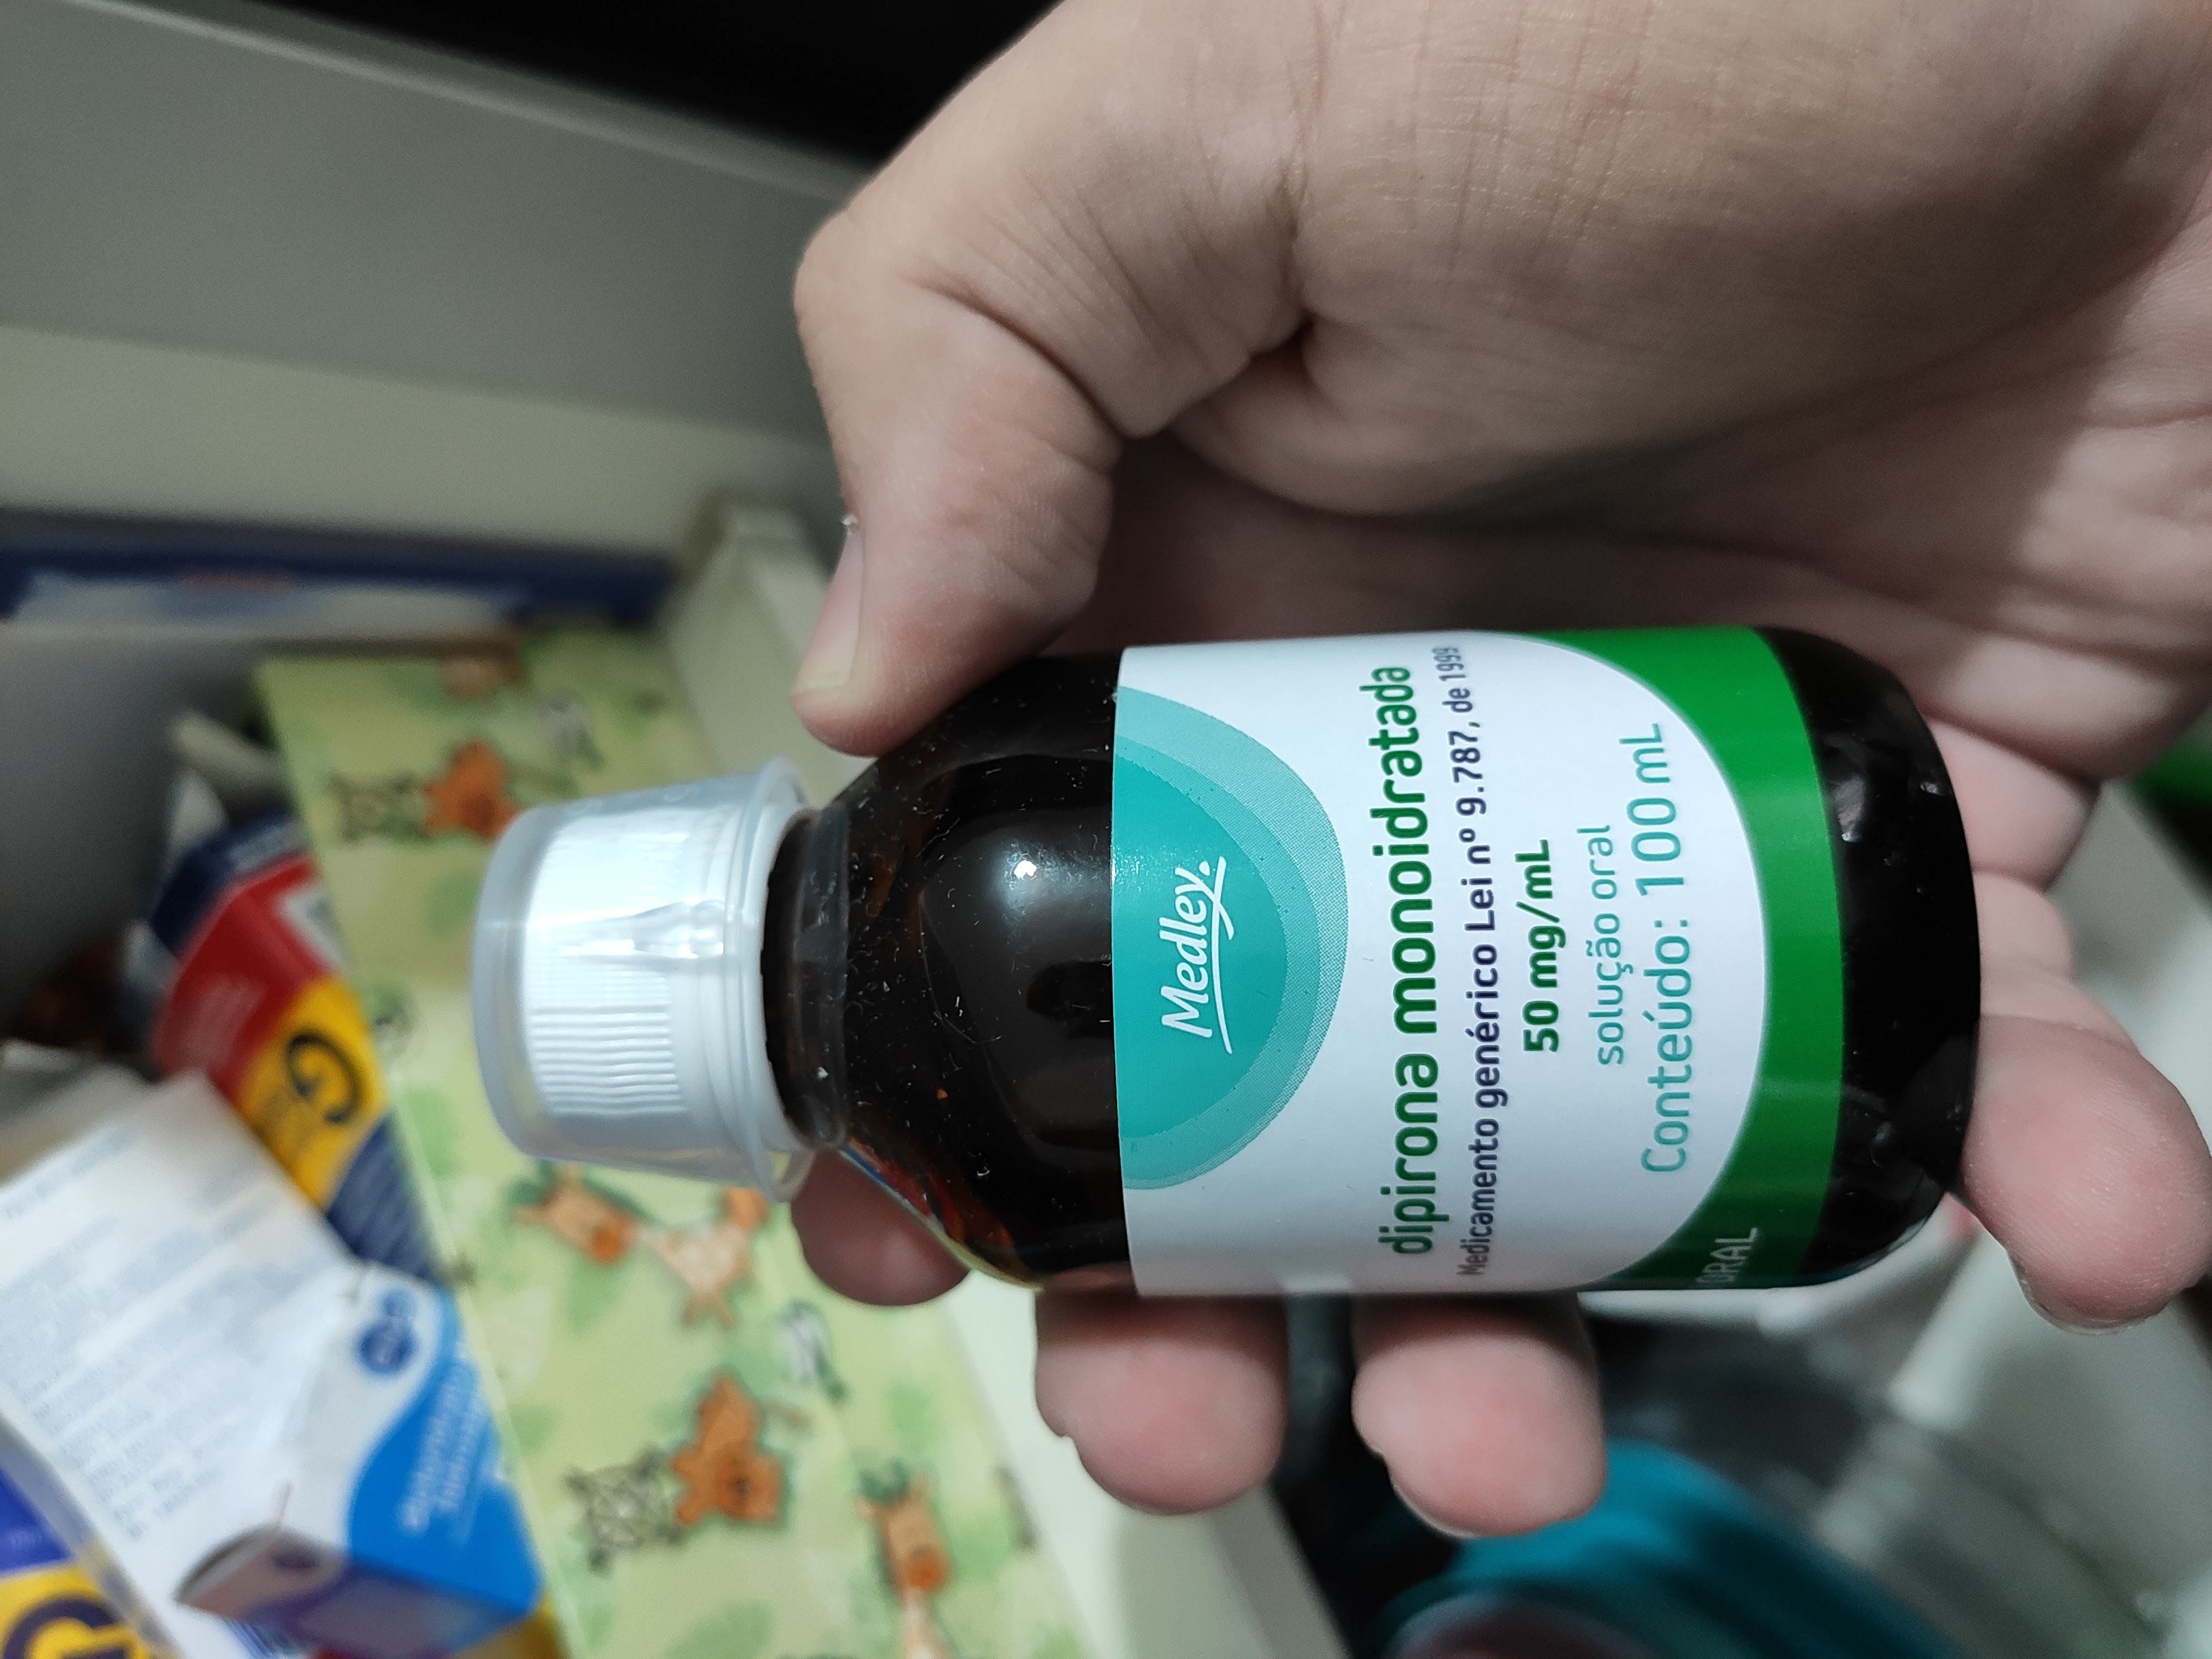 G
Medley.
dipirona monoidratada
Medicamento genérico Lei nº 9.787, de 1999
50 mg/mL
solução oral
Conteúdo: 100 mL
ORAL